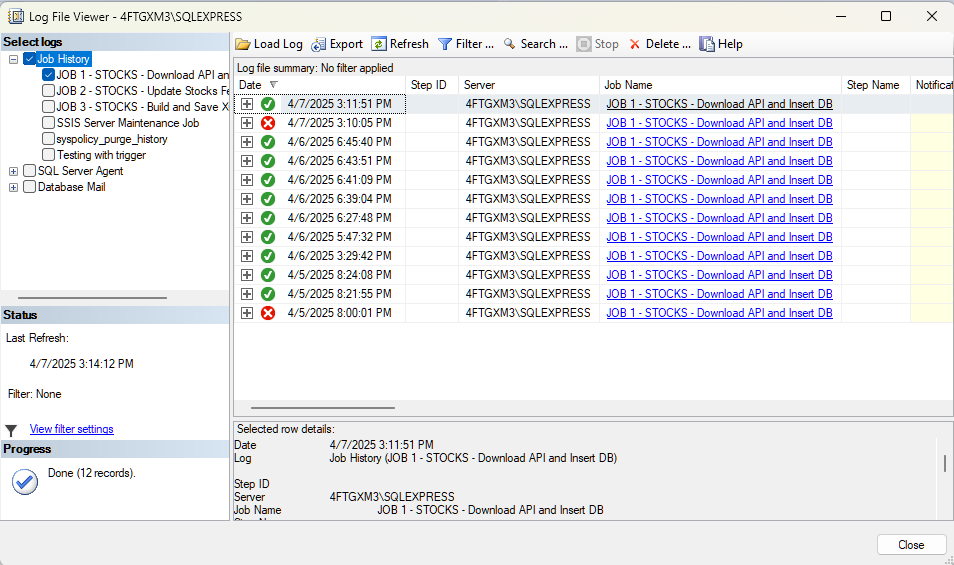 Log File Viewer - 4FTGXM3\SQLEXPRESS
Select logs
Job History
JOB 1 - STOCKS - Download API an
JOB 2 - STOCKS - Update Stocks Fe
JOB 3 - STOCKS - Build and Save X
SSIS Server Maintenance Job
syspolicy_purge_history
Testing with trigger
SQL Server Agent
Database Mail
Status
Last Refresh:
4/7/2025 3:14:12 PM
Filter: None
View filter settings
Progress
Done (12 records).
Load Log Export Refresh Filter ... Search ... Stop Delete ... Help
Log file summary: No filter applied
Date Step ID Server Job Name Step Name Notificat
4/7/2025 3:11:51 PM 4FTGXM3\SQLEXPRESS JOB 1 - STOCKS - Download API and Insert DB
4/7/2025 3:10:05 PM 4FTGXM3\SQLEXPRESS JOB 1 - STOCKS - Download API and Insert DB
4/6/2025 6:45:40 PM 4FTGXM3\SQLEXPRESS JOB 1 - STOCKS - Download API and Insert DB
4/6/2025 6:43:51 PM 4FTGXM3\SQLEXPRESS JOB 1 - STOCKS - Download API and Insert DB
4/6/2025 6:41:09 PM 4FTGXM3\SQLEXPRESS JOB 1 - STOCKS - Download API and Insert DB
4/6/2025 6:39:04 PM 4FTGXM3\SQLEXPRESS JOB 1 - STOCKS - Download API and Insert DB
4/6/2025 6:27:48 PM 4FTGXM3\SQLEXPRESS JOB 1 - STOCKS - Download API and Insert DB
4/6/2025 5:47:32 PM 4FTGXM3\SQLEXPRESS JOB 1 - STOCKS - Download API and Insert DB
4/6/2025 3:29:42 PM 4FTGXM3\SQLEXPRESS JOB 1 - STOCKS - Download API and Insert DB
4/5/2025 8:24:08 PM 4FTGXM3\SQLEXPRESS JOB 1 - STOCKS - Download API and Insert DB
4/5/2025 8:21:55 PM 4FTGXM3\SQLEXPRESS JOB 1 - STOCKS - Download API and Insert DB
4/5/2025 8:00:01 PM 4FTGXM3\SQLEXPRESS JOB 1 - STOCKS - Download API and Insert DB
Selected row details:
Date 4/7/2025 3:11:51 PM
Log Job History (JOB 1 - STOCKS - Download API and Insert DB)
Step ID
Server 4FTGXM3\SQLEXPRESS
Job Name JOB 1 - STOCKS - Download API and Insert DB
Close